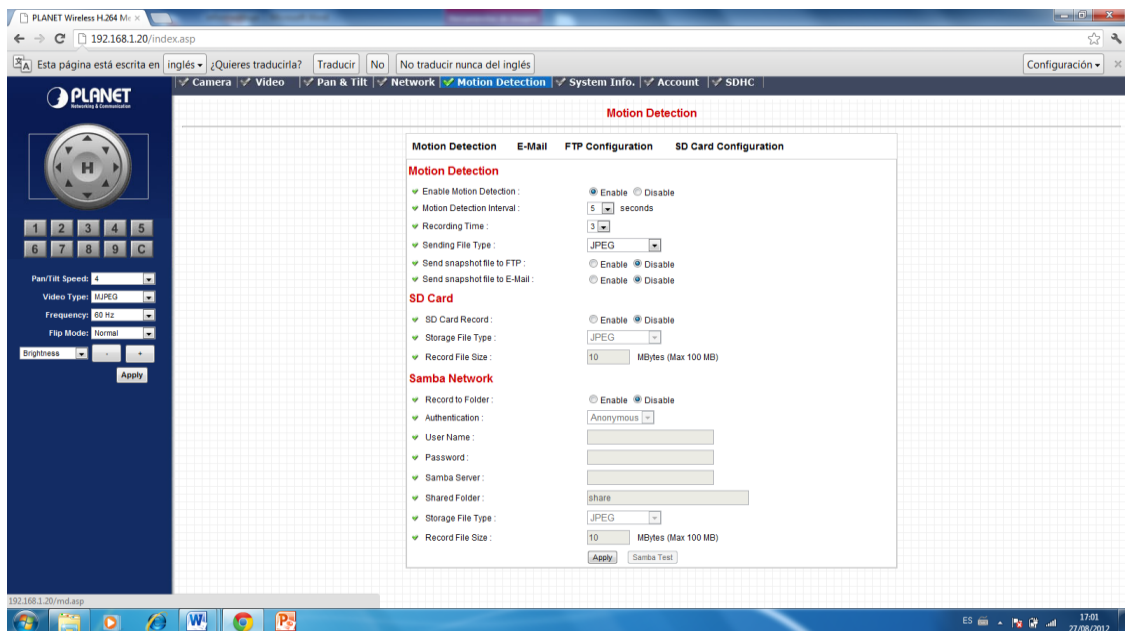 PLANET Wireless H.264 Me
192.168.1.20/index.asp
Esta página está escrita en inglés ¿Quieres traducirla? Traducir No No traducir nunca del inglés Configuración
PLANET
Networking & Communication
Camera Video Pan & Tilt Network Motion Detection System Info. Account SDHC
H
1 2 3 4 5
6 7 8 9 C
Pan/Tilt Speed: 4
Video Type: MJPEG
Frequency: 60 Hz
Flip Mode: Normal
Brightness - +
Apply
Motion Detection
Motion Detection E-Mail FTP Configuration SD Card Configuration
Motion Detection
Enable Motion Detection : Enable Disable
Motion Detection Interval : 5 seconds
Recording Time : 3
Sending File Type : JPEG
Send snapshot file to FTP : Enable Disable
Send snapshot file to E-Mail : Enable Disable
SD Card
SD Card Record : Enable Disable
Storage File Type : JPEG
Record File Size : 10 MBytes (Max 100 MB)
Samba Network
Record to Folder : Enable Disable
Authentication : Anonymous
User Name :
Password :
Samba Server :
Shared Folder : share
Storage File Type : JPEG
Record File Size : 10 MBytes (Max 100 MB)
Apply Samba Test
192.168.1.20/md.asp
W P ES 17:01
27/08/2012